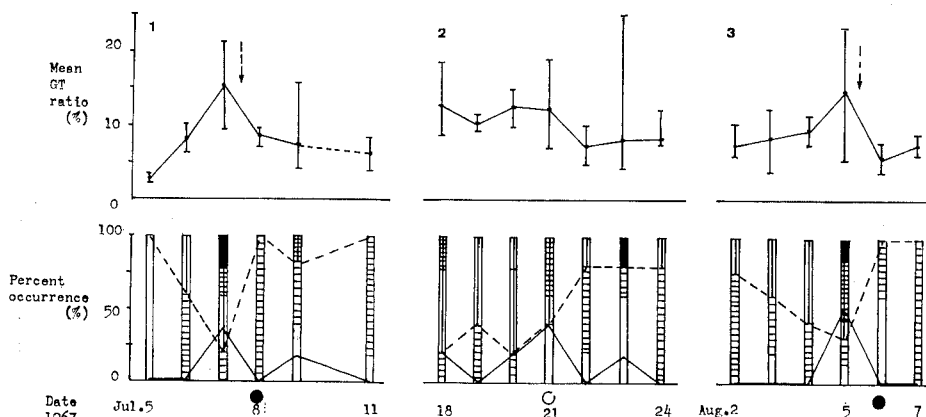 1
2
3
20
10
0
Mean
GT
ratio
(%)
100
50
0
Percent
occurrence
(%)
Date
1967
Jul.5
8
11
18
21
24
Aug.2
5
7